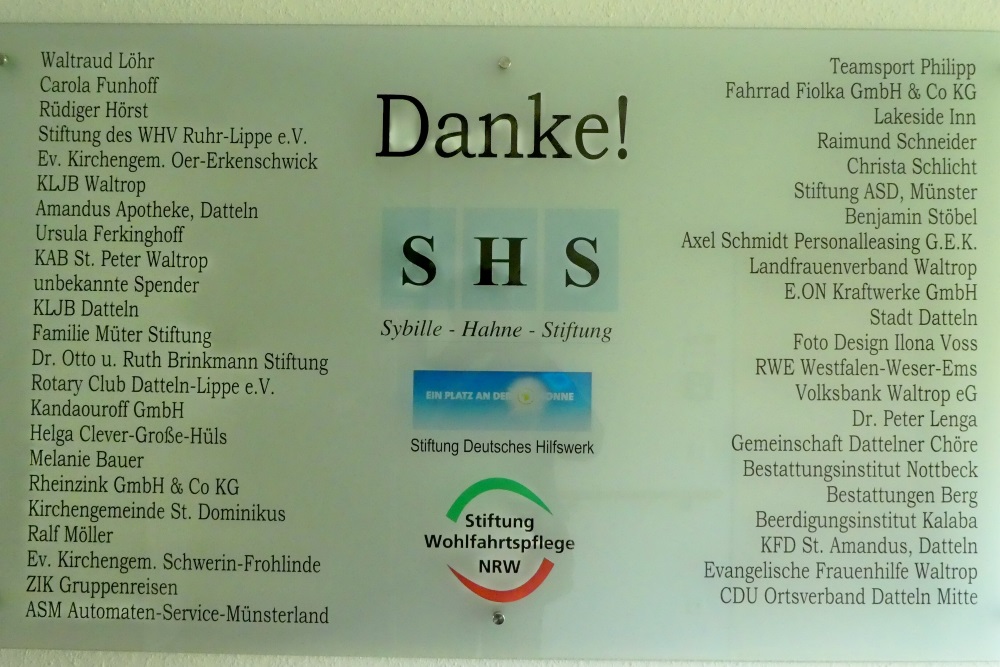 Waltraud Löhr
Carola Funhoff
Rüdiger Hörst
Stiftung des WHV Ruhr-Lippe e.V.
Ev. Kirchengem. Oer-Erkenschwick
KLJB Waltrop
Amandus Apotheke, Datteln
Ursula Ferkinghoff
KAB St. Peter Waltrop
unbekannte Spender
KLJB Datteln
Familie Müter Stiftung
Dr. Otto u. Ruth Brinkmann Stiftung
Rotary Club Datteln-Lippe e.V.
Kandaouroff GmbH
Helga Clever-Große-Hüls
Melanie Bauer
Rheinzink GmbH & Co KG
Kirchengemeinde St. Dominikus
Ralf Möller
Ev. Kirchengem. Schwerin-Frohlinde
ZIK Gruppenreisen
ASM Automaten-Service-Münsterland
Danke!
S H S
Sybille - Hahne - Stiftung
EIN PLATZ AN DER SONNE
Stiftung Deutsches Hilfswerk
Stiftung
Wohlfahrtspflege
NRW
Teamsport Philipp
Fahrrad Fiolka GmbH & Co KG
Lakeside Inn
Raimund Schneider
Christa Schlicht
Stiftung ASD, Münster
Benjamin Stöbel
Axel Schmidt Personalleasing G.E.K.
Landfrauenverband Waltrop
E.ON Kraftwerke GmbH
Stadt Datteln
Foto Design Ilona Voss
RWE Westfalen-Weser-Ems
Volksbank Waltrop eG
Dr. Peter Lenga
Gemeinschaft Dattelner Chöre
Bestattungsinstitut Nottbeck
Bestattungen Berg
Beerdigungsinstitut Kalaba
KFD St. Amandus, Datteln
Evangelische Frauenhilfe Waltrop
CDU Ortsverband Datteln Mitte